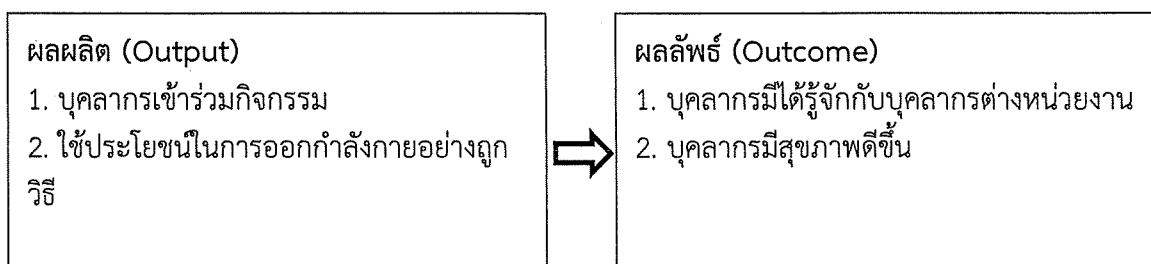 ผลผลิต (Output)
1. บุคลากรเข้าร่วมกิจกรรม
2. ใช้ประโยชน์ในการออกกำลังกายอย่างถูก
วิธี
ผลลัพธ์ (Outcome)
1. บุคลากรมีได้รู้จักกับบุคลากรต่างหน่วยงาน
2. บุคลากรมีสุขภาพดีขึ้น